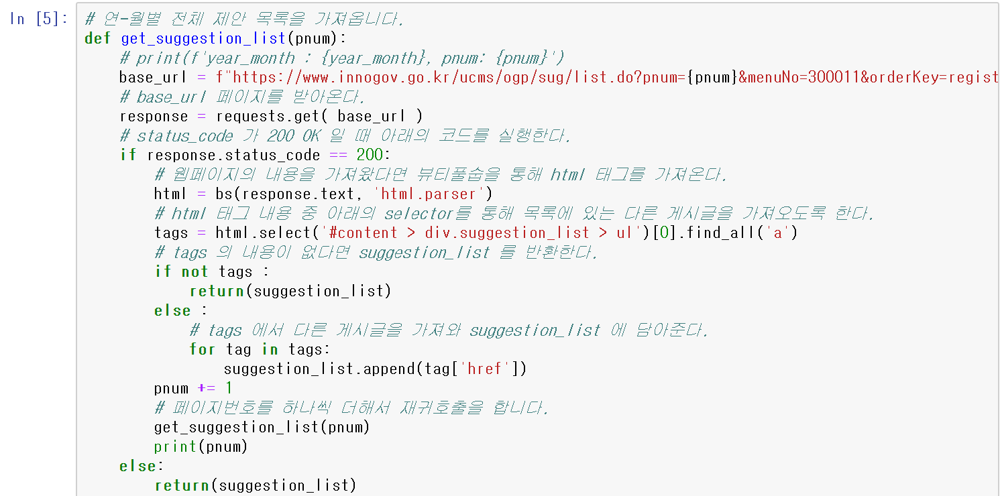 In [5]: # 연-월별 전체 제안 목록을 가져옵니다.
def get_suggestion_list(pnum):
    # print(f'year_month : {year_month}, pnum: {pnum}')
    base_url = f"https://www.innogov.go.kr/ucms/ogp/sug/list.do?pnum={pnum}&menuNo=300011&orderKey=regist
    # base_url 페이지를 받아온다.
    response = requests.get( base_url )
    # status_code 가 200 OK 일 때 아래의 코드를 실행한다.
    if response.status_code == 200:
        # 웹페이지의 내용을 가져왔다면 뷰티풀숩을 통해 html 태그를 가져온다.
        html = bs(response.text, 'html.parser')
        # html 태그 내용 중 아래의 selector를 통해 목록에 있는 다른 게시글을 가져오도록 한다.
        tags = html.select('#content > div.suggestion_list > ul')[0].find_all('a')
        # tags 의 내용이 없다면 suggestion_list 를 반환한다.
        if not tags :
            return(suggestion_list)
        else :
            # tags 에서 다른 게시글을 가져와 suggestion_list 에 담아준다.
            for tag in tags:
                suggestion_list.append(tag['href'])
        pnum += 1
        # 페이지번호를 하나씩 더해서 재귀호출을 합니다.
        get_suggestion_list(pnum)
        print(pnum)
    else:
        return(suggestion_list)